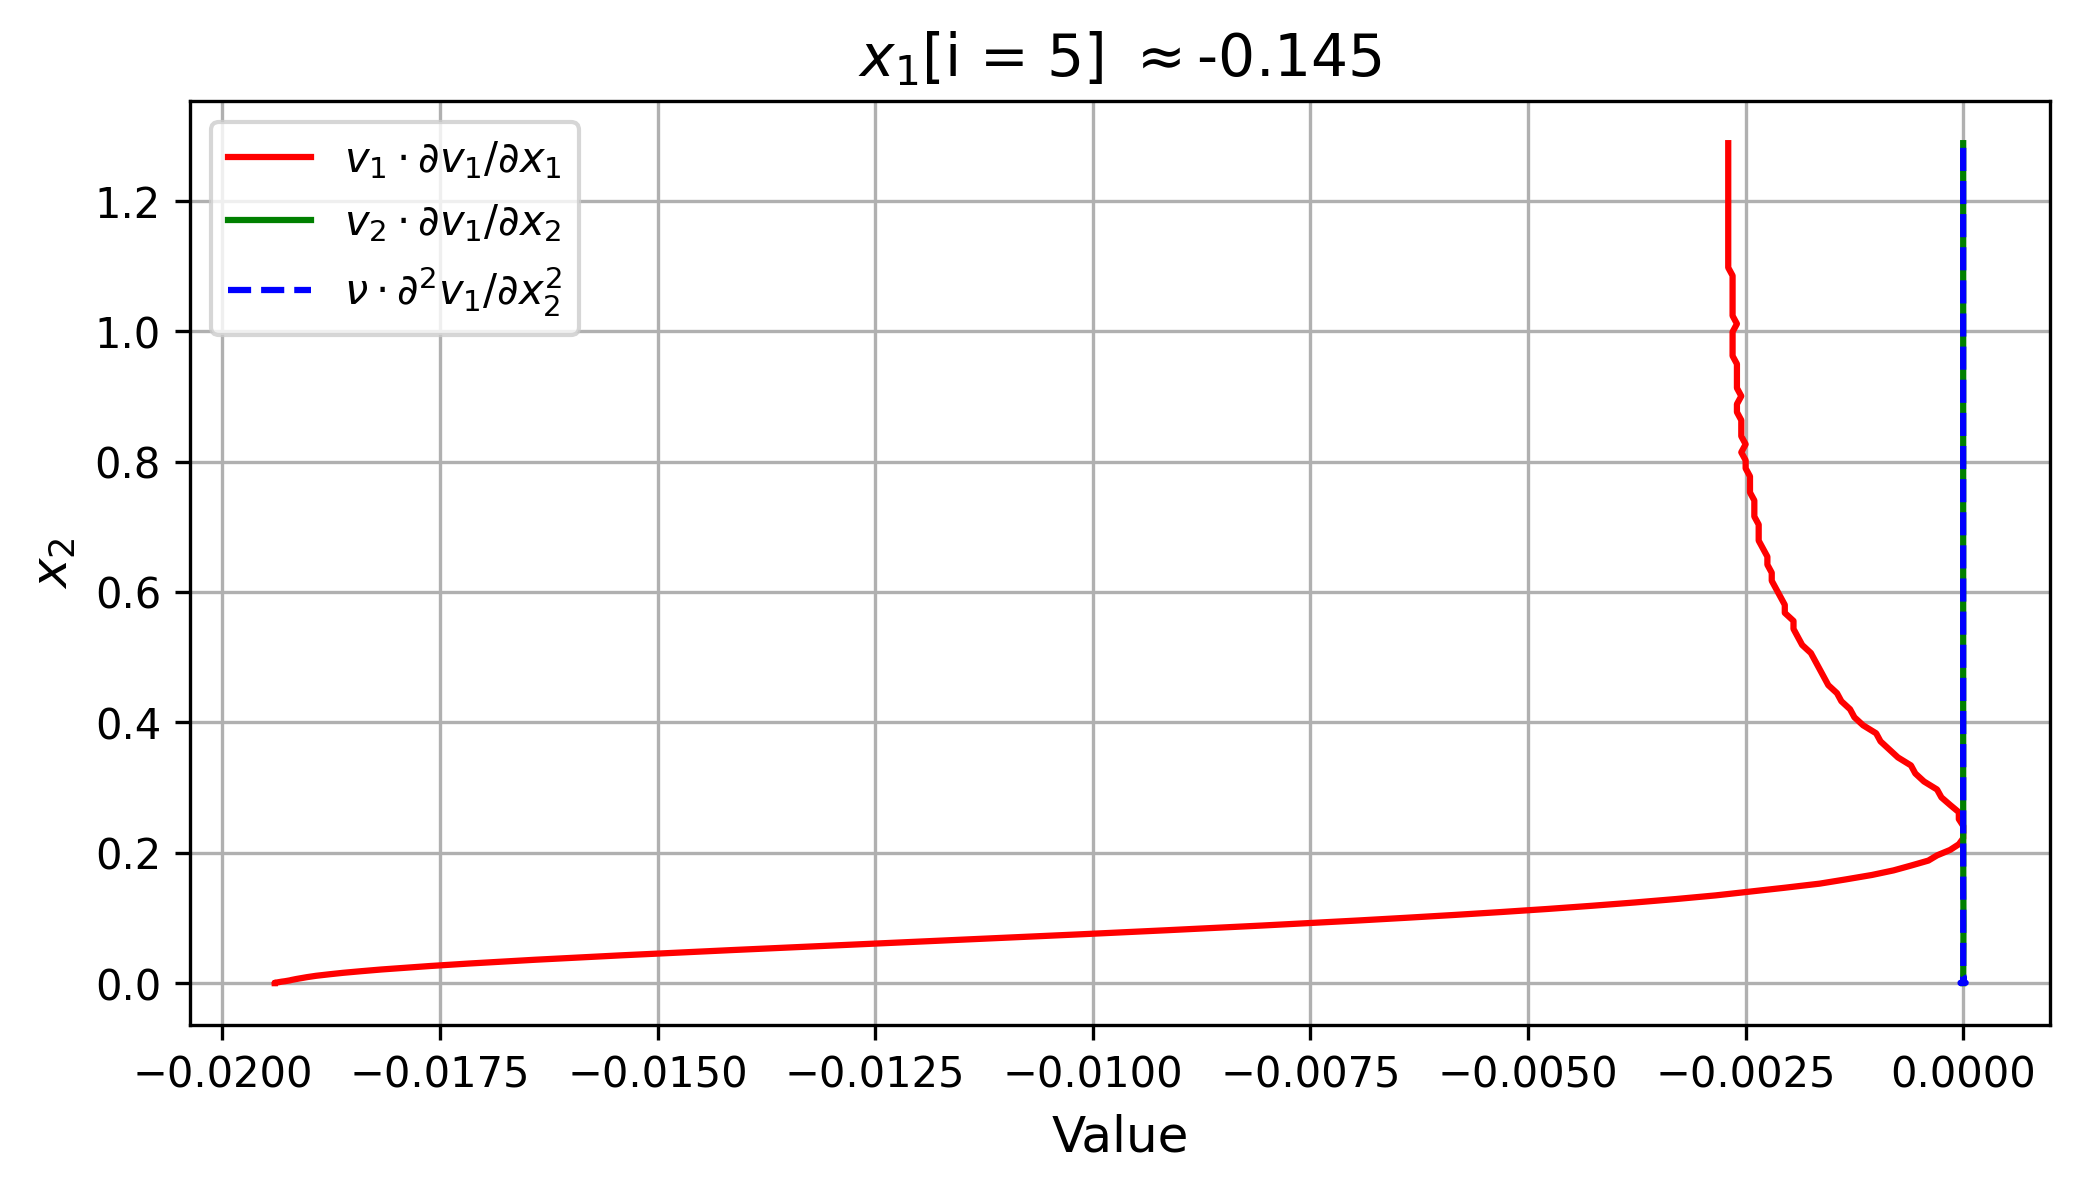 x₁[i = 5] ≈-0.145
v₁ · ∂v₁/∂x₁
v₂ · ∂v₁/∂x₂
ν · ∂²v₁/∂x₂²
1.2
1.0
0.8
0.6
0.4
0.2
0.0
x₂
−0.0200 −0.0175 −0.0150 −0.0125 −0.0100 −0.0075 −0.0050 −0.0025 0.0000
Value